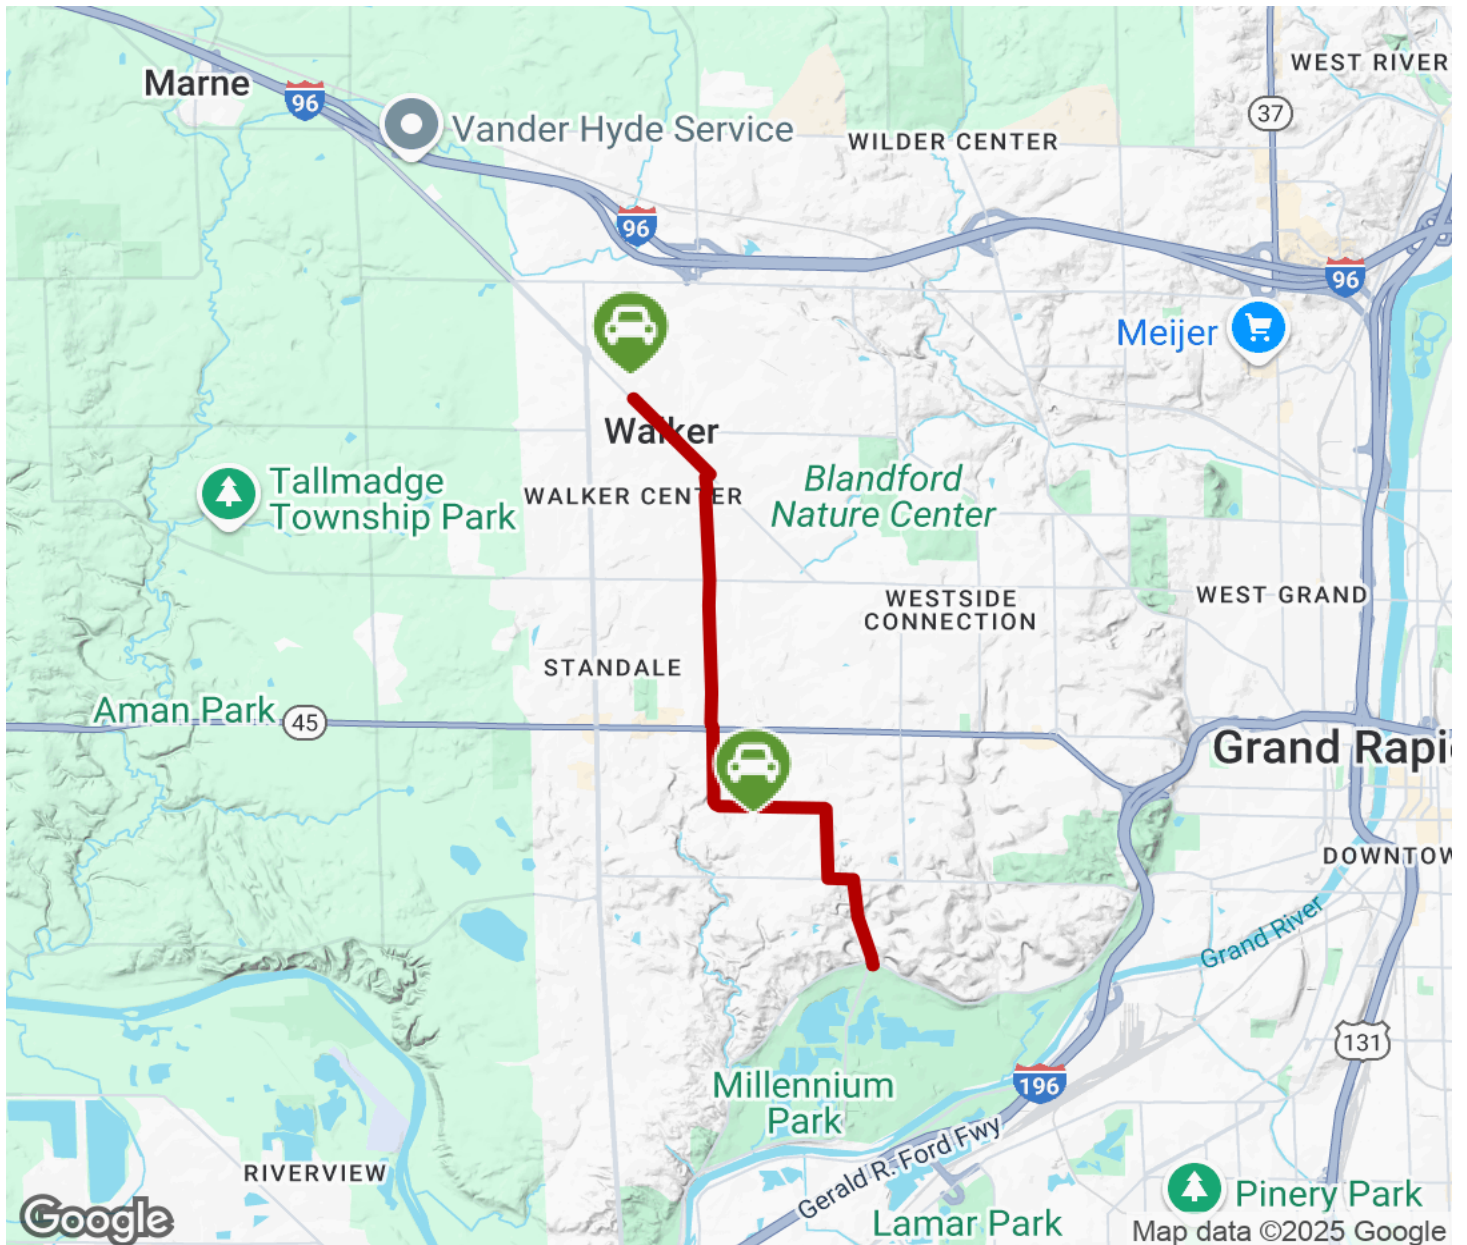 WEST RIVER
Marne
96
37
Vander Hyde Service
WILDER CENTER
96
96
Meijer
Walker
Tallmadge
Township Park
WALKER CENTER
Blandford
Nature Center
WESTSIDE
CONNECTION
WEST GRAND
STANDALE
Aman Park
45
Grand Rapi
DOWNTOW
Grand River
131
Millennium
Park
196
Gerald R. Ford Fwy
RIVERVIEW
Pinery Park
Lamar Park
Google
Map data ©2025 Google